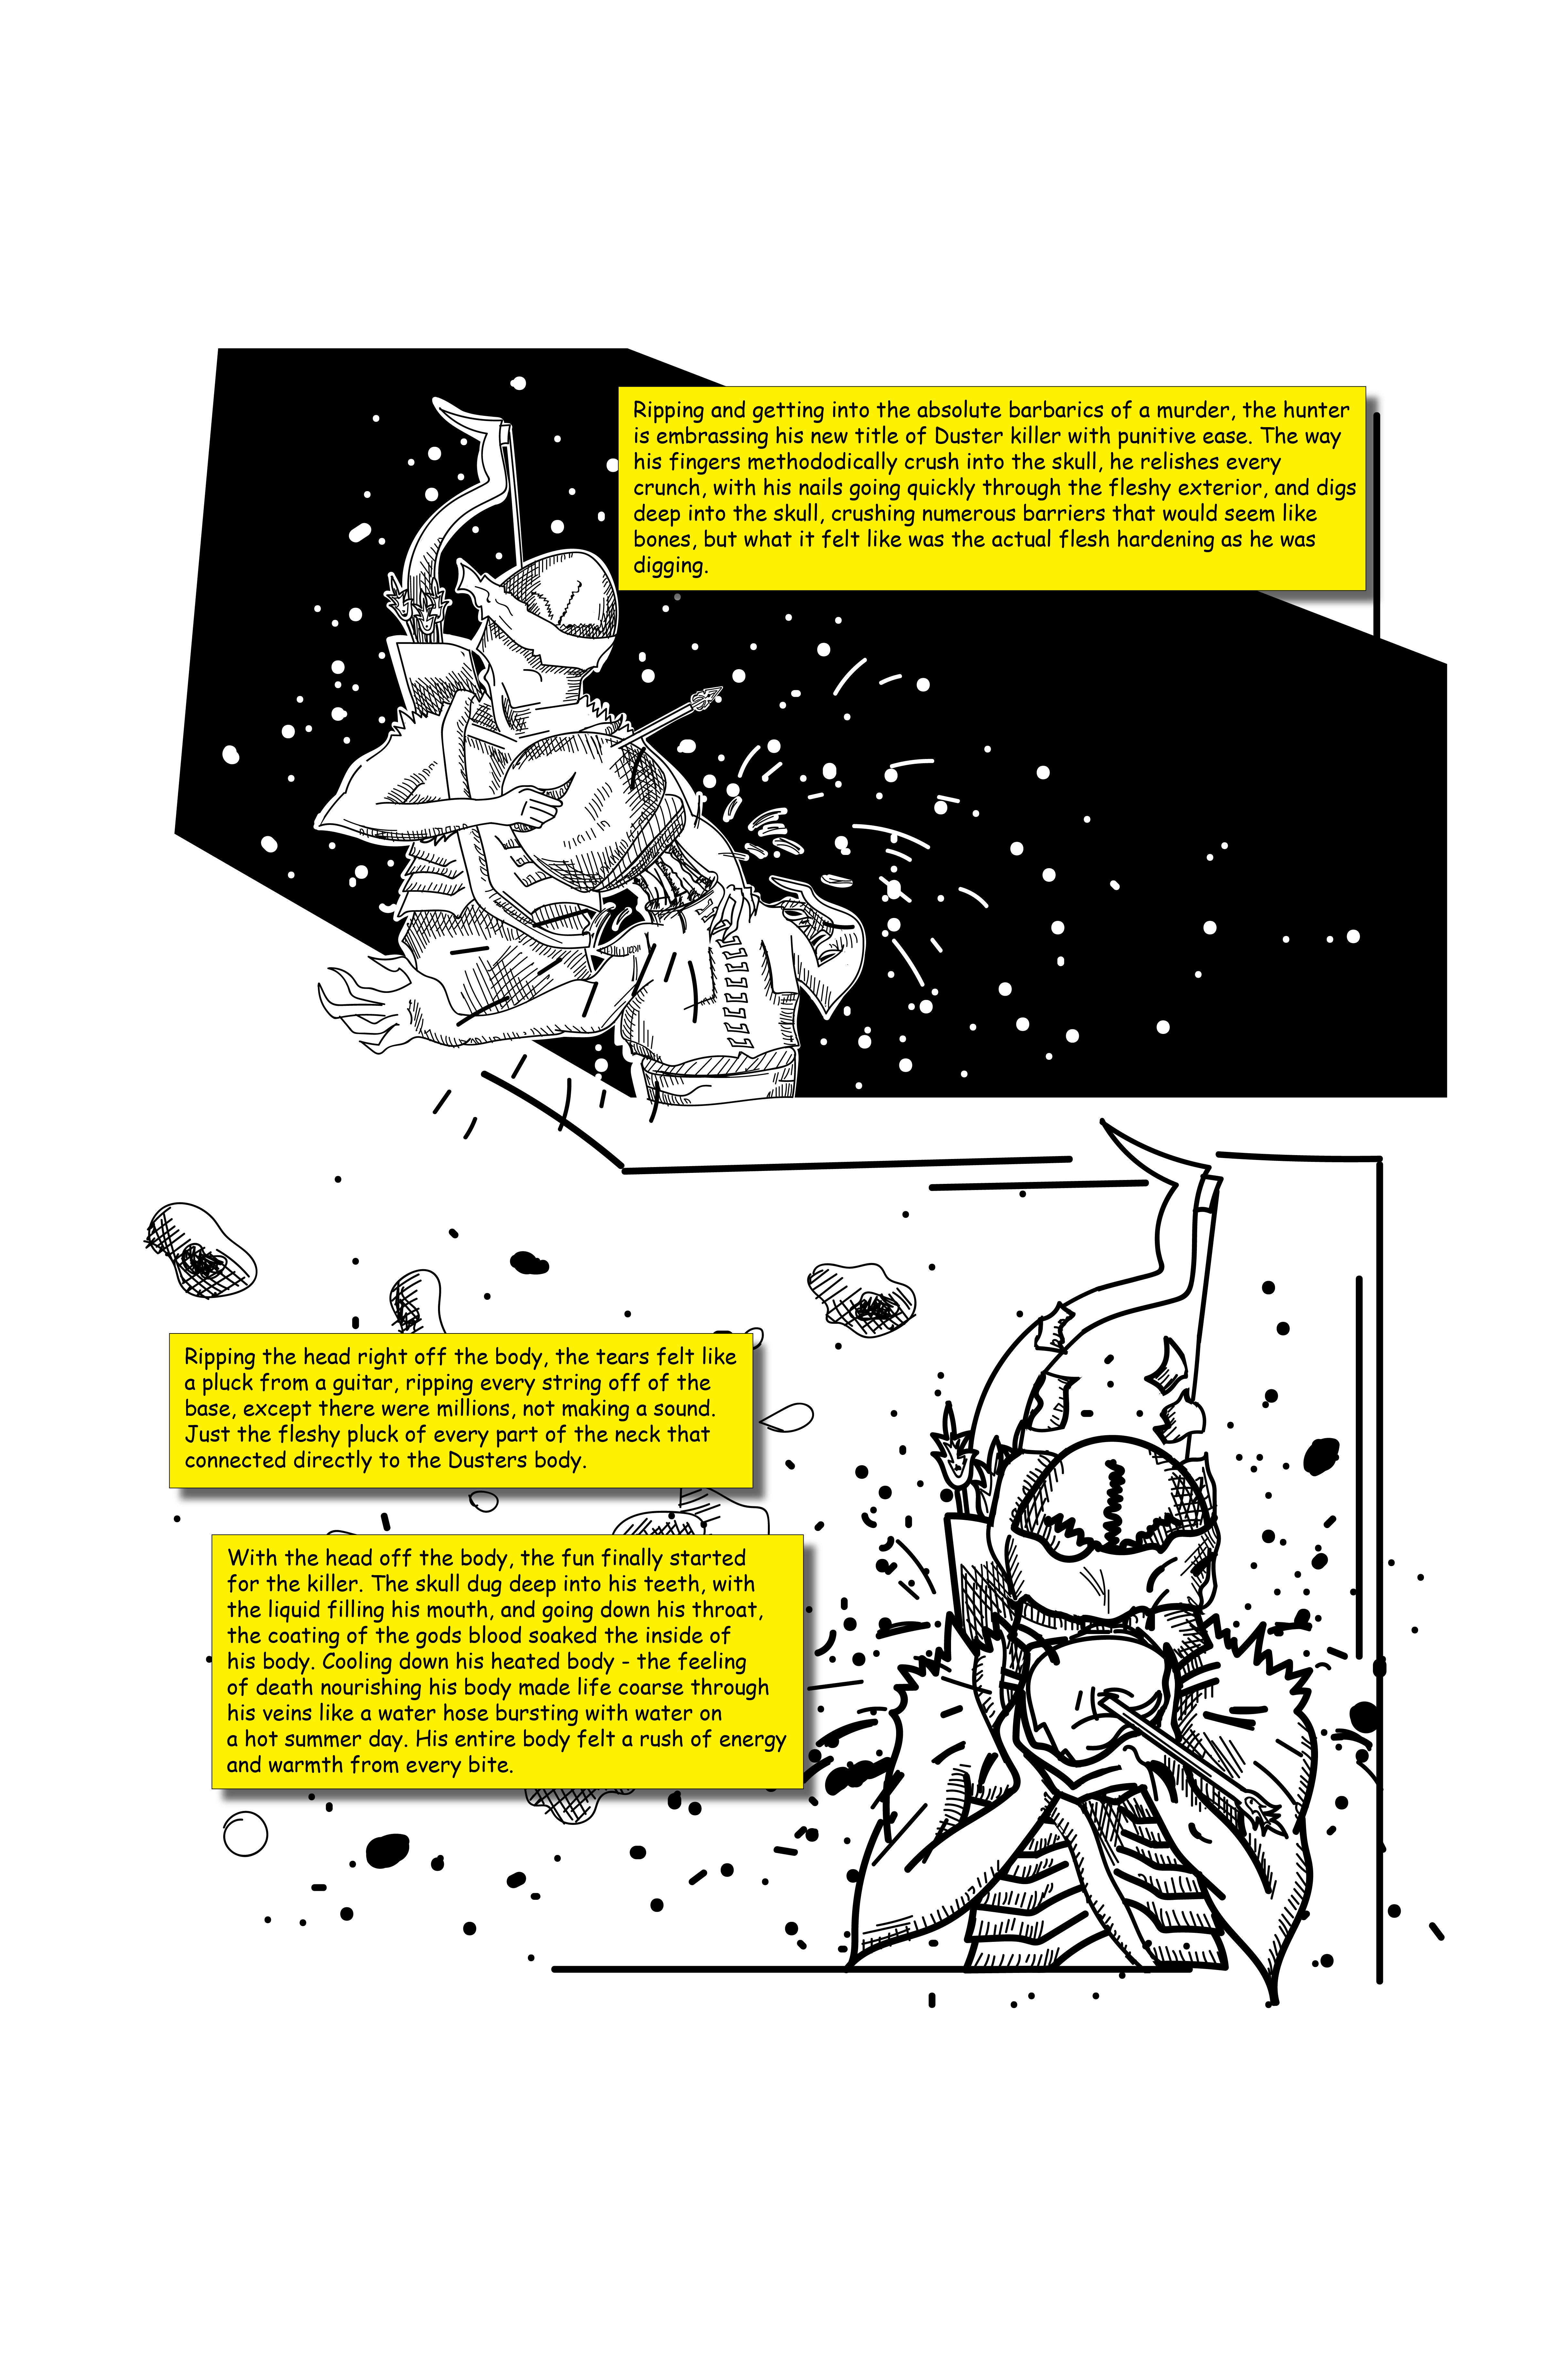 Ripping and getting into the absolute barbarics of a murder, the hunter
is embrassing his new title of Duster killer with punitive ease. The way
his fingers methododically crush into the skull, he relishes every
crunch, with his nails going quickly through the fleshy exterior, and digs
deep into the skull, crushing numerous barriers that would seem like
bones, but what it felt like was the actual flesh hardening as he was
digging.
Ripping the head right off the body, the tears felt like
a pluck from a guitar, ripping every string off of the
base, except there were millions, not making a sound.
Just the fleshy pluck of every part of the neck that
connected directly to the Dusters body.
With the head off the body, the fun finally started
for the killer. The skull dug deep into his teeth, with
the liquid filling his mouth, and going down his throat,
the coating of the gods blood soaked the inside of
his body. Cooling down his heated body - the feeling
of death nourishing his body made life coarse through
his veins like a water hose bursting with water on
a hot summer day. His entire body felt a rush of energy
and warmth from every bite.